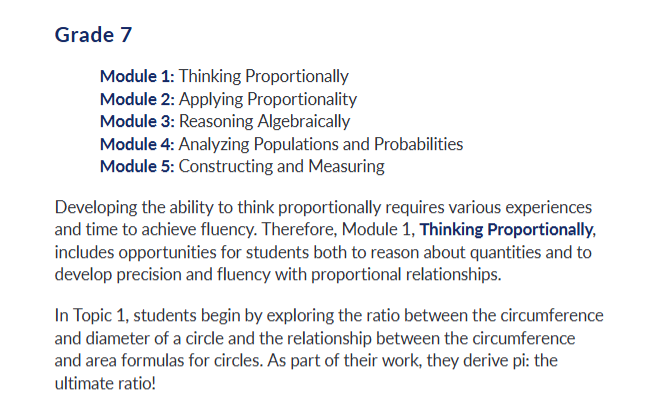 Grade 7
Module 1: Thinking Proportionally
Module 2: Applying Proportionality
Module 3: Reasoning Algebraically
Module 4: Analyzing Populations and Probabilities
Module 5: Constructing and Measuring
Developing the ability to think proportionally requires various experiences
and time to achieve fluency. Therefore, Module 1, Thinking Proportionally,
includes opportunities for students both to reason about quantities and to
develop precision and fluency with proportional relationships.
In Topic 1, students begin by exploring the ratio between the circumference
and diameter of a circle and the relationship between the circumference
and area formulas for circles. As part of their work, they derive pi: the
ultimate ratio!